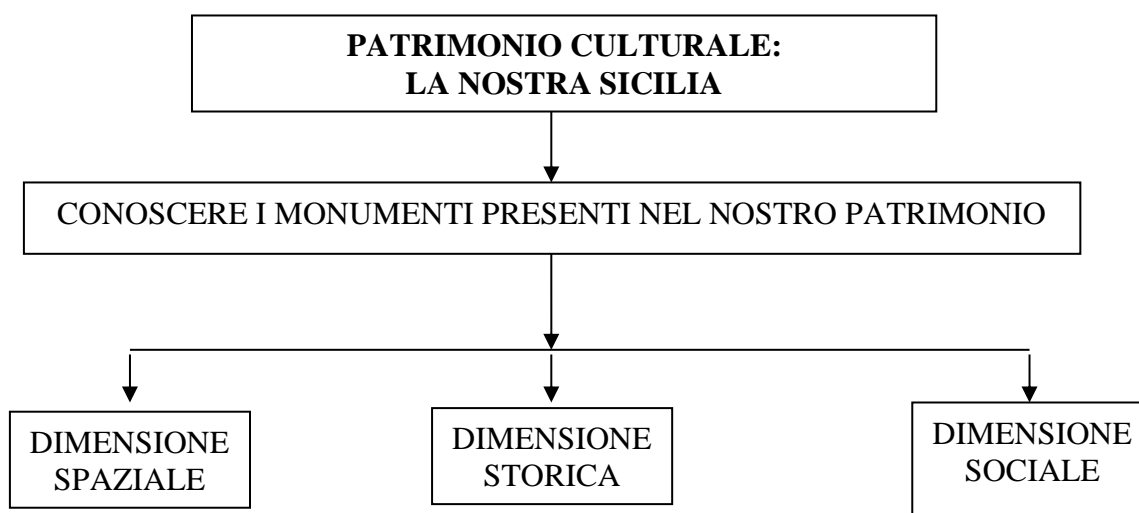 PATRIMONIO CULTURALE:
LA NOSTRA SICILIA
CONOSCERE I MONUMENTI PRESENTI NEL NOSTRO PATRIMONIO
DIMENSIONE
SPAZIALE
DIMENSIONE
STORICA
DIMENSIONE
SOCIALE